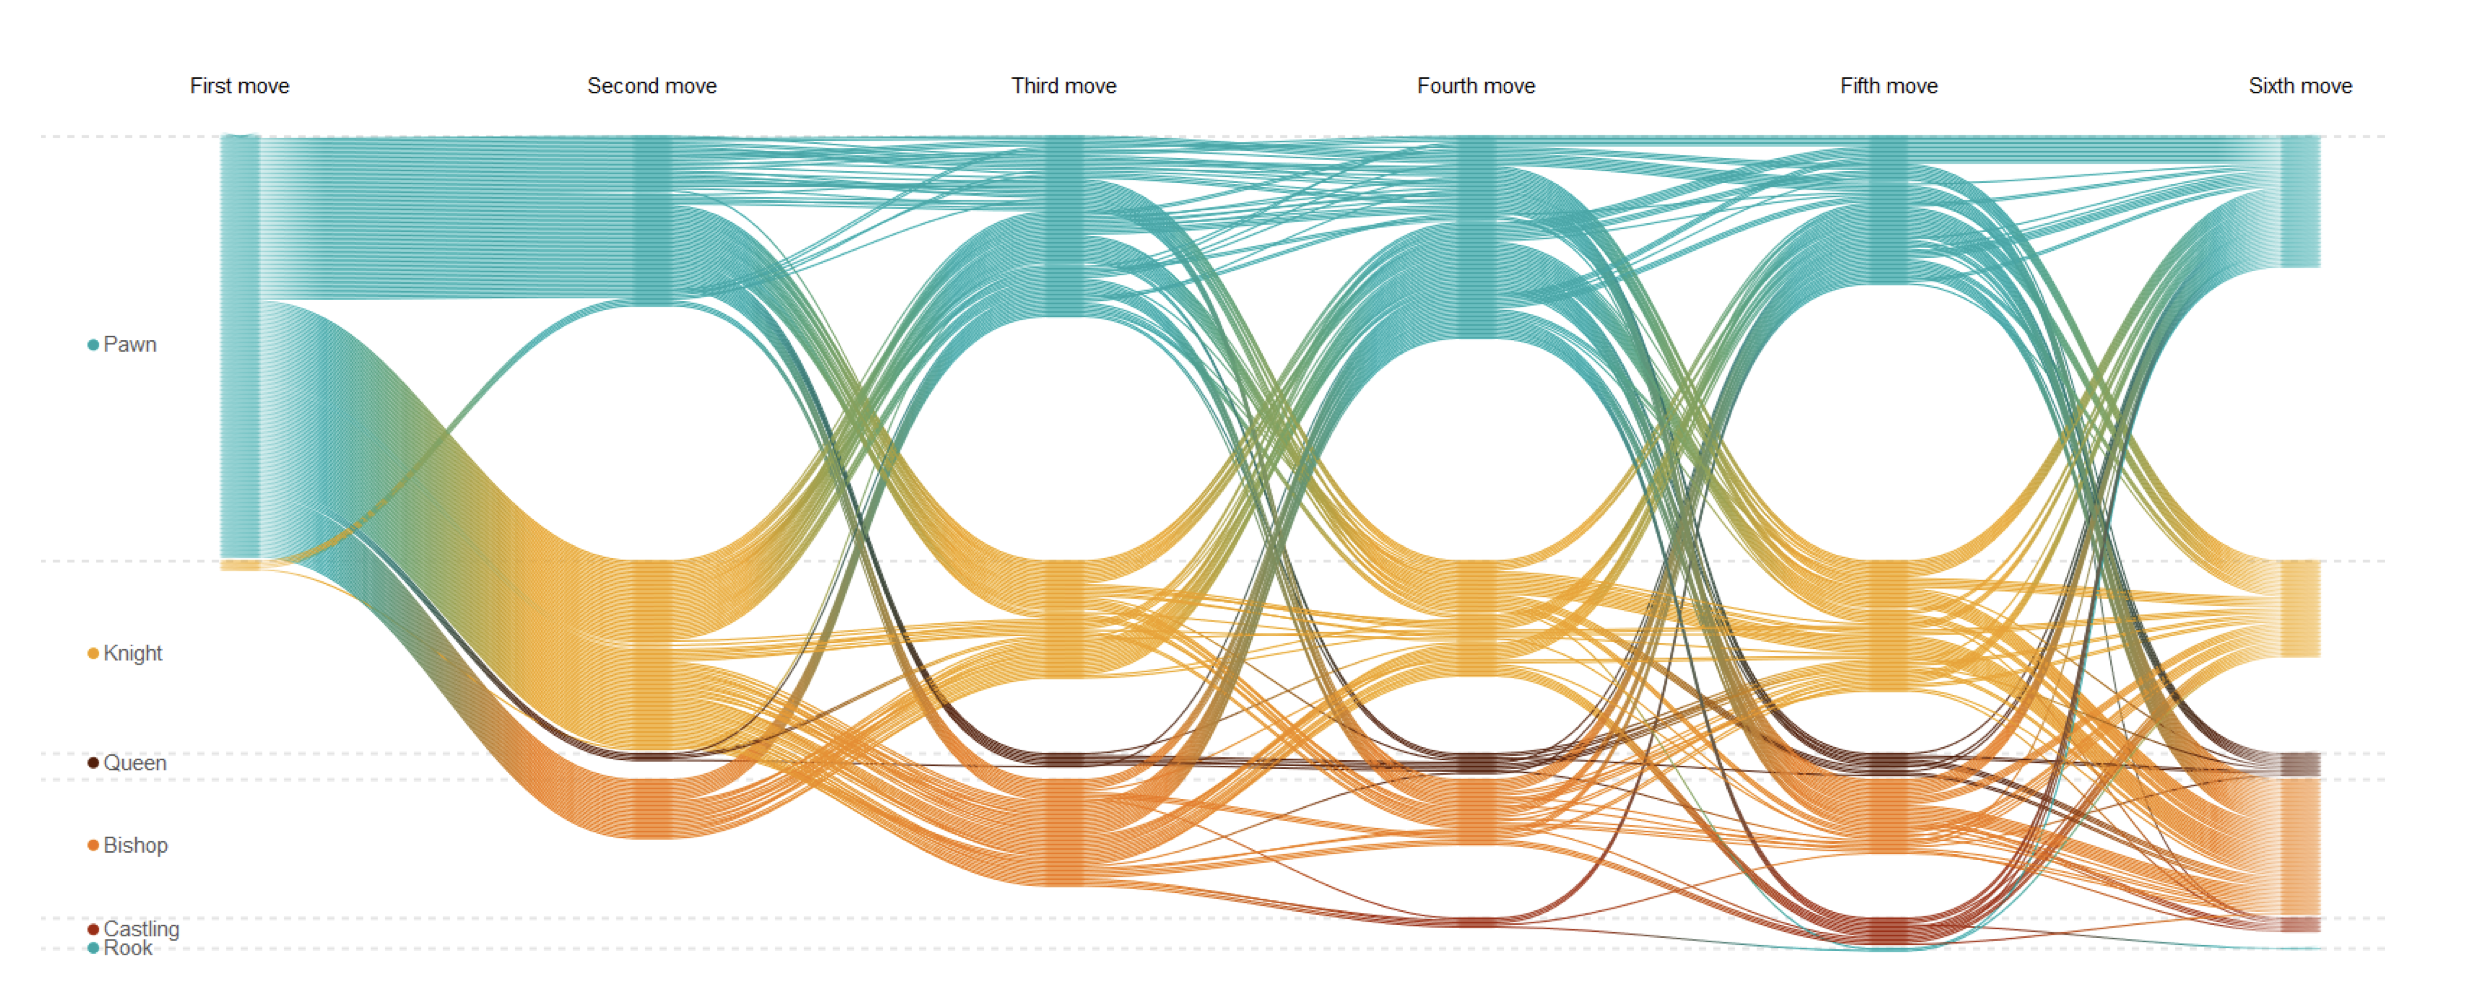 First move Second move Third move Fourth move Fifth move Sixth move
Pawn
Knight
Queen
Bishop
Castling
Rook